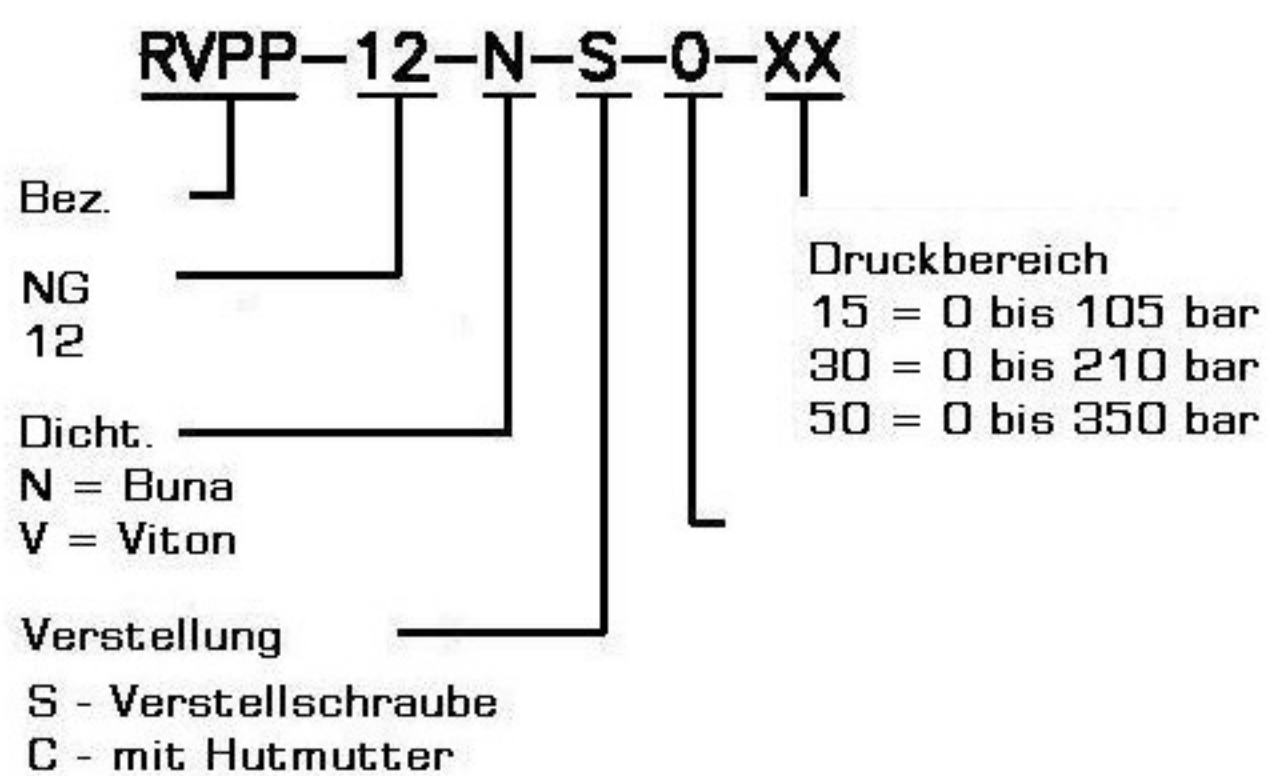 RVPP-12-N-S-0-XX
Bez.
NG
12
Dicht.
N = Buna
V = Viton
Verstellung
S - Verstellschraube
C - mit Hutmutter
Druckbereich
15 = 0 bis 105 bar
30 = 0 bis 210 bar
50 = 0 bis 350 bar